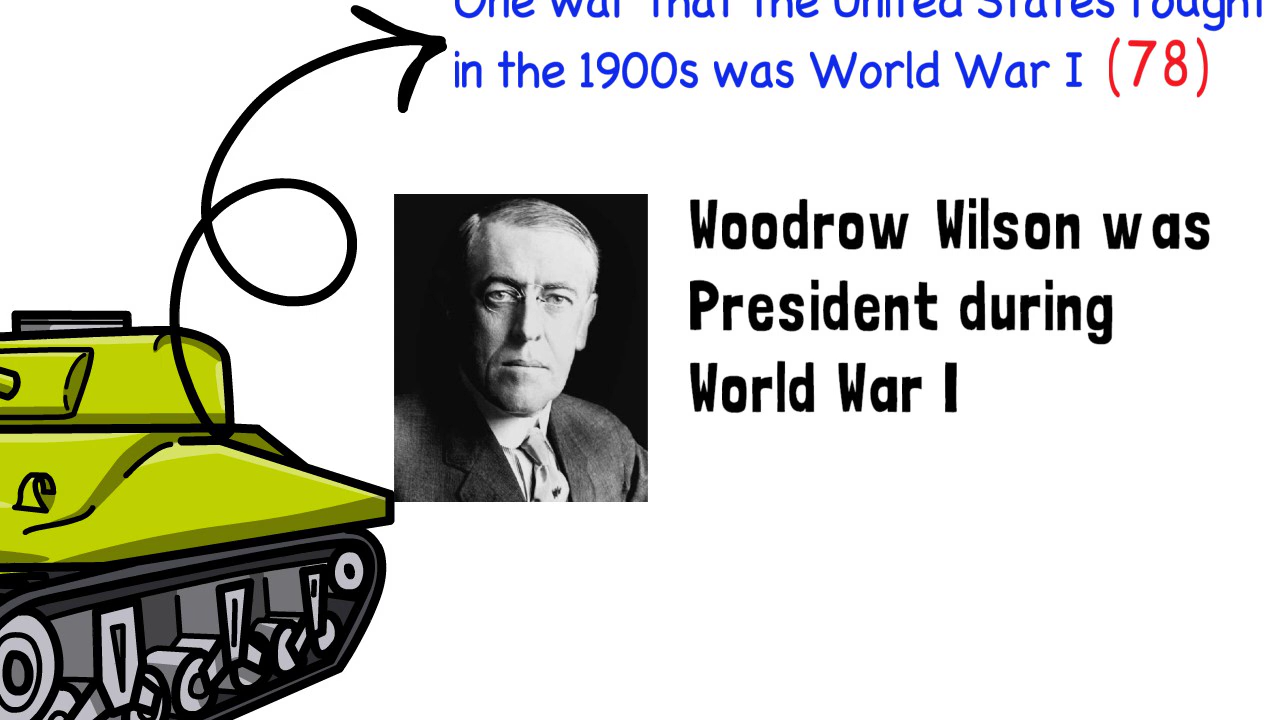 One war that the United States fought
in the 1900s was World War I (78)
Woodrow Wilson was
President during
World War I